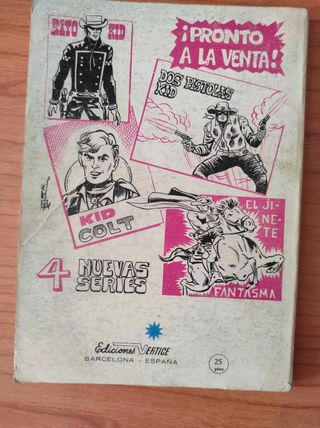 RAYO KID
¡PRONTO
A LA VENTA!
DOS PISTOLAS
KID
KID
COLT
EL JI-
NE-
TE
FANTASMA
4 NUEVAS
SERIES
Ediciones VERTICE
BARCELONA - ESPAÑA
25
ptas